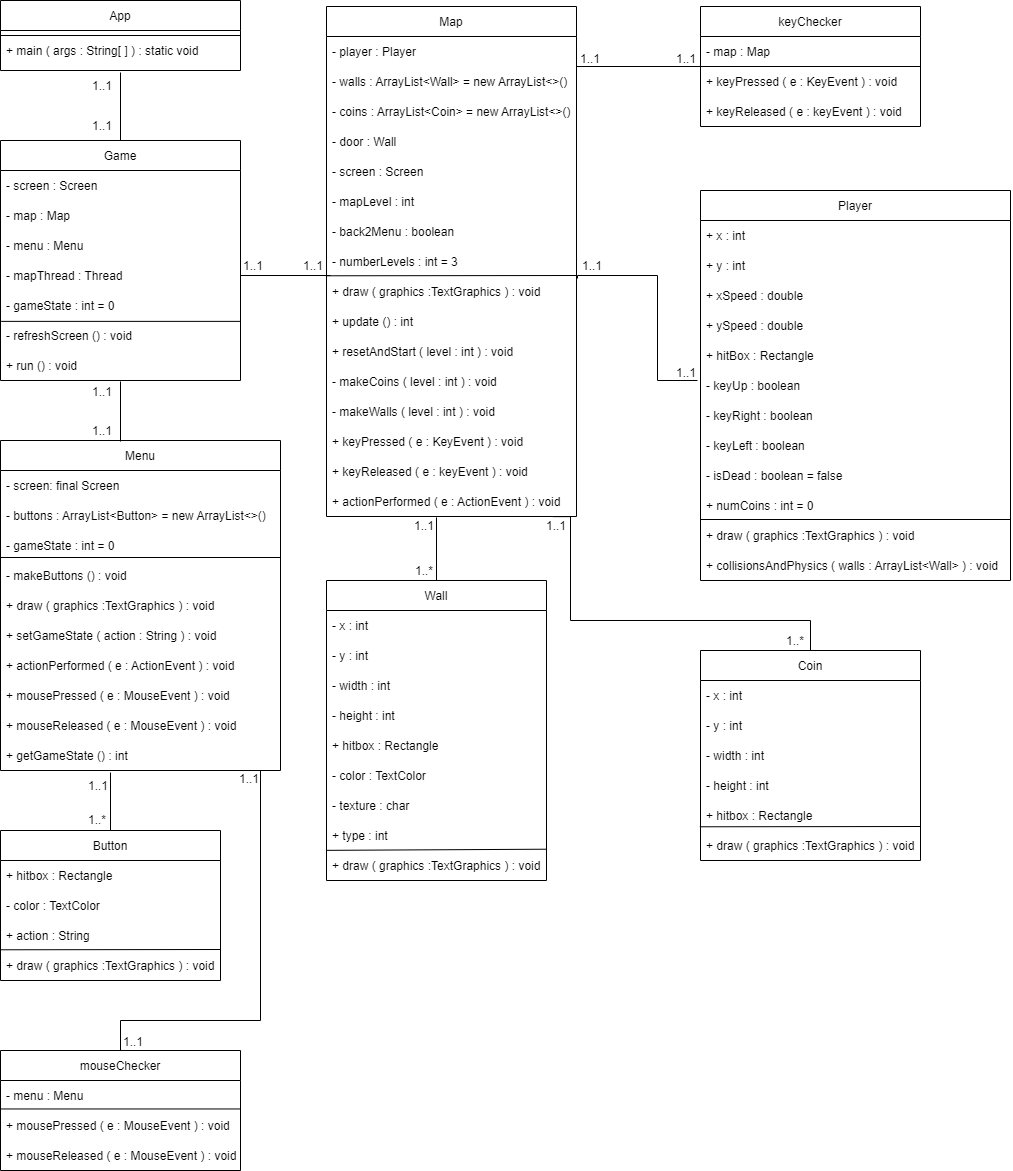 App
+ main ( args : String[ ] ) : static void
1..1
1..1
Game
- screen : Screen
- map : Map
- menu : Menu
- mapThread : Thread
- gameState : int = 0
- refreshScreen () : void
+ run () : void
1..1
1..1
1..1
1..1
Menu
- screen: final Screen
- buttons : ArrayList<Button> = new ArrayList<>()
- gameState : int = 0
- makeButtons () : void
+ draw ( graphics :TextGraphics ) : void
+ setGameState ( action : String ) : void
+ actionPerformed ( e : ActionEvent ) : void
+ mousePressed ( e : MouseEvent ) : void
+ mouseReleased ( e : MouseEvent ) : void
+ getGameState () : int
1..1
1..1
1..*
Button
+ hitbox : Rectangle
- color : TextColor
+ action : String
+ draw ( graphics :TextGraphics ) : void
1..1
mouseChecker
- menu : Menu
+ mousePressed ( e : MouseEvent ) : void
+ mouseReleased ( e : MouseEvent ) : void
Map
- player : Player
- walls : ArrayList<Wall> = new ArrayList<>()
- coins : ArrayList<Coin> = new ArrayList<>()
- door : Wall
- screen : Screen
- mapLevel : int
- back2Menu : boolean
- numberLevels : int = 3
+ draw ( graphics :TextGraphics ) : void
+ update () : int
+ resetAndStart ( level : int ) : void
- makeCoins ( level : int ) : void
- makeWalls ( level : int ) : void
+ keyPressed ( e : KeyEvent ) : void
+ keyReleased ( e : keyEvent ) : void
+ actionPerformed ( e : ActionEvent ) : void
1..1
1..1
1..*
Wall
- x : int
- y : int
- width : int
- height : int
+ hitbox : Rectangle
- color : TextColor
- texture : char
+ type : int
+ draw ( graphics :TextGraphics ) : void
1..1
1..1
keyChecker
- map : Map
+ keyPressed ( e : KeyEvent ) : void
+ keyReleased ( e : keyEvent ) : void
1..1
1..1
Player
+ x : int
+ y : int
+ xSpeed : double
+ ySpeed : double
+ hitBox : Rectangle
- keyUp : boolean
- keyRight : boolean
- keyLeft : boolean
- isDead : boolean = false
+ numCoins : int = 0
+ draw ( graphics :TextGraphics ) : void
+ collisionsAndPhysics ( walls : ArrayList<Wall> ) : void
1..*
Coin
- x : int
- y : int
- width : int
- height : int
+ hitbox : Rectangle
+ draw ( graphics :TextGraphics ) : void